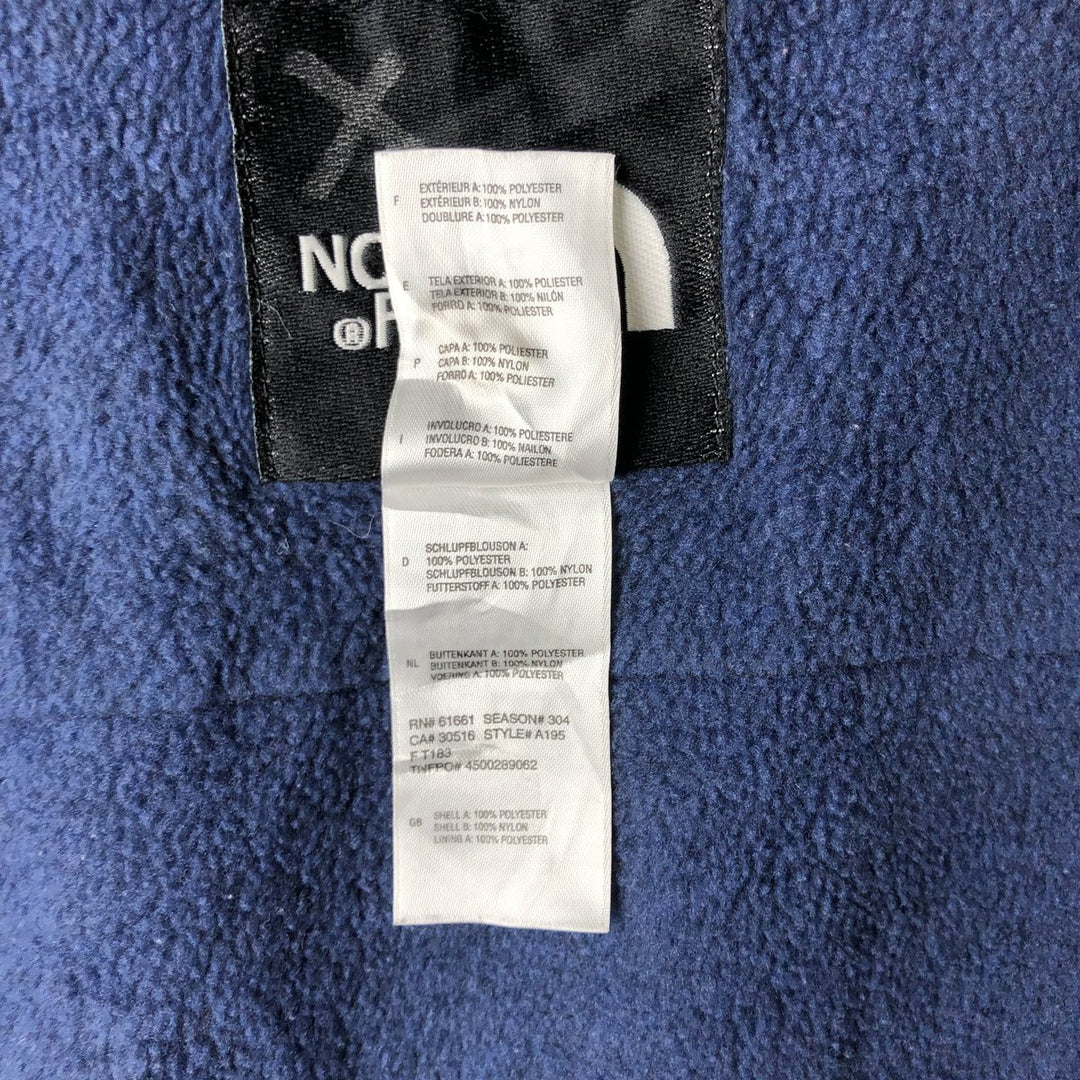 NO
®F
F EXTÉRIEUR A: 100% POLYESTER
EXTÉRIEUR B: 100% NYLON
DOUBLURE A: 100% POLYESTER
E TELA EXTERIOR A: 100% POLIESTER
TELA EXTERIOR B: 100% NILÓN
FORRO A: 100% POLIESTER
P CAPA A: 100% POLIESTER
CAPA B: 100% NYLON
FORRO A: 100% POLIESTER
I INVOLUCRO A: 100% POLIESTERE
INVOLUCRO B: 100% NAILON
FODERA A: 100% POLIESTERE
D SCHLUPFBLOUSON A:
100% POLYESTER
SCHLUPFBLOUSON B: 100% NYLON
FUTTERSTOFF A: 100% POLYESTER
NL BUITENKANT A: 100% POLYESTER
BUITENKANT B: 100% NYLON
VOERING A: 100% POLYESTER
RN# 61661 SEASON# 304
CA# 30516 STYLE# A195
F T183
TNFPO# 4500289062
GB SHELL A: 100% POLYESTER
SHELL B: 100% NYLON
LINING A: 100% POLYESTER